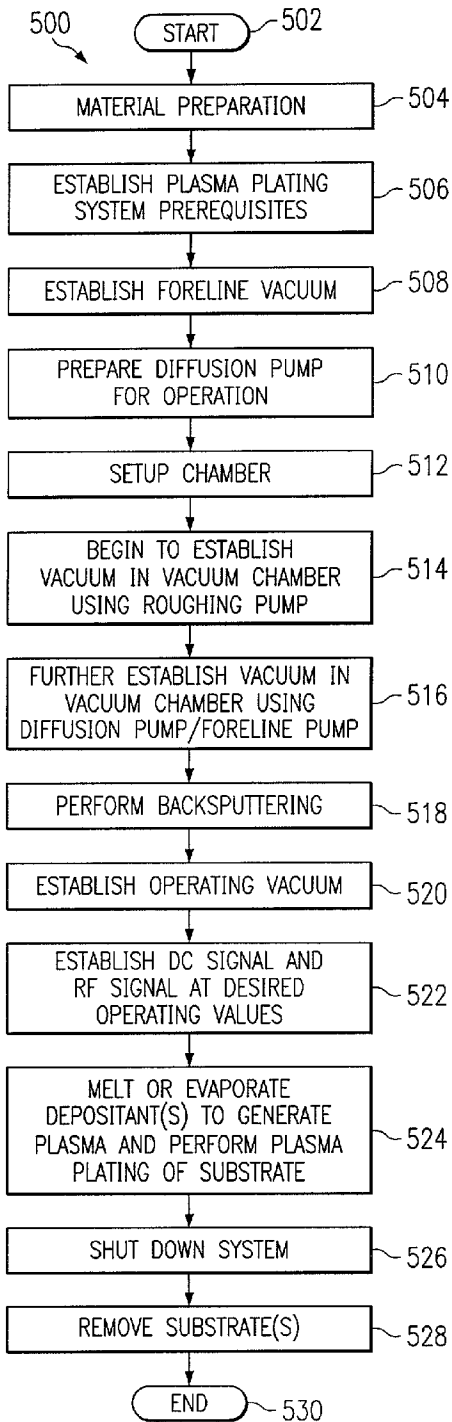 500
START
502
MATERIAL PREPARATION
504
ESTABLISH PLASMA PLATING
SYSTEM PREREQUISITES
506
ESTABLISH FORELINE VACUUM
508
PREPARE DIFFUSION PUMP
FOR OPERATION
510
SETUP CHAMBER
512
BEGIN TO ESTABLISH
VACUUM IN VACUUM CHAMBER
USING ROUGHING PUMP
514
FURTHER ESTABLISH VACUUM IN
VACUUM CHAMBER USING
DIFFUSION PUMP/FORELINE PUMP
516
PERFORM BACKSPUTTERING
518
ESTABLISH OPERATING VACUUM
520
ESTABLISH DC SIGNAL AND
RF SIGNAL AT DESIRED
OPERATING VALUES
522
MELT OR EVAPORATE
DEPOSITANT(S) TO GENERATE
PLASMA AND PERFORM PLASMA
PLATING OF SUBSTRATE
524
SHUT DOWN SYSTEM
526
REMOVE SUBSTRATE(S)
528
END
530